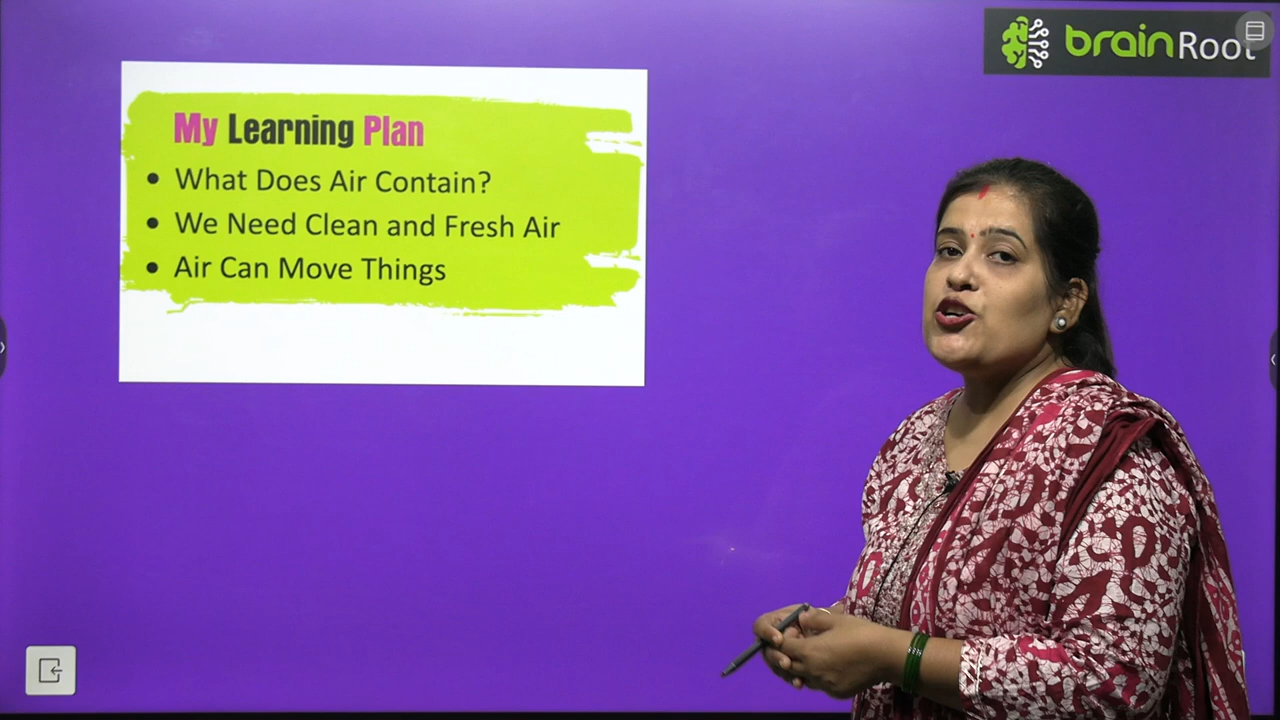 brainRoot
My Learning Plan
• What Does Air Contain?
• We Need Clean and Fresh Air
• Air Can Move Things